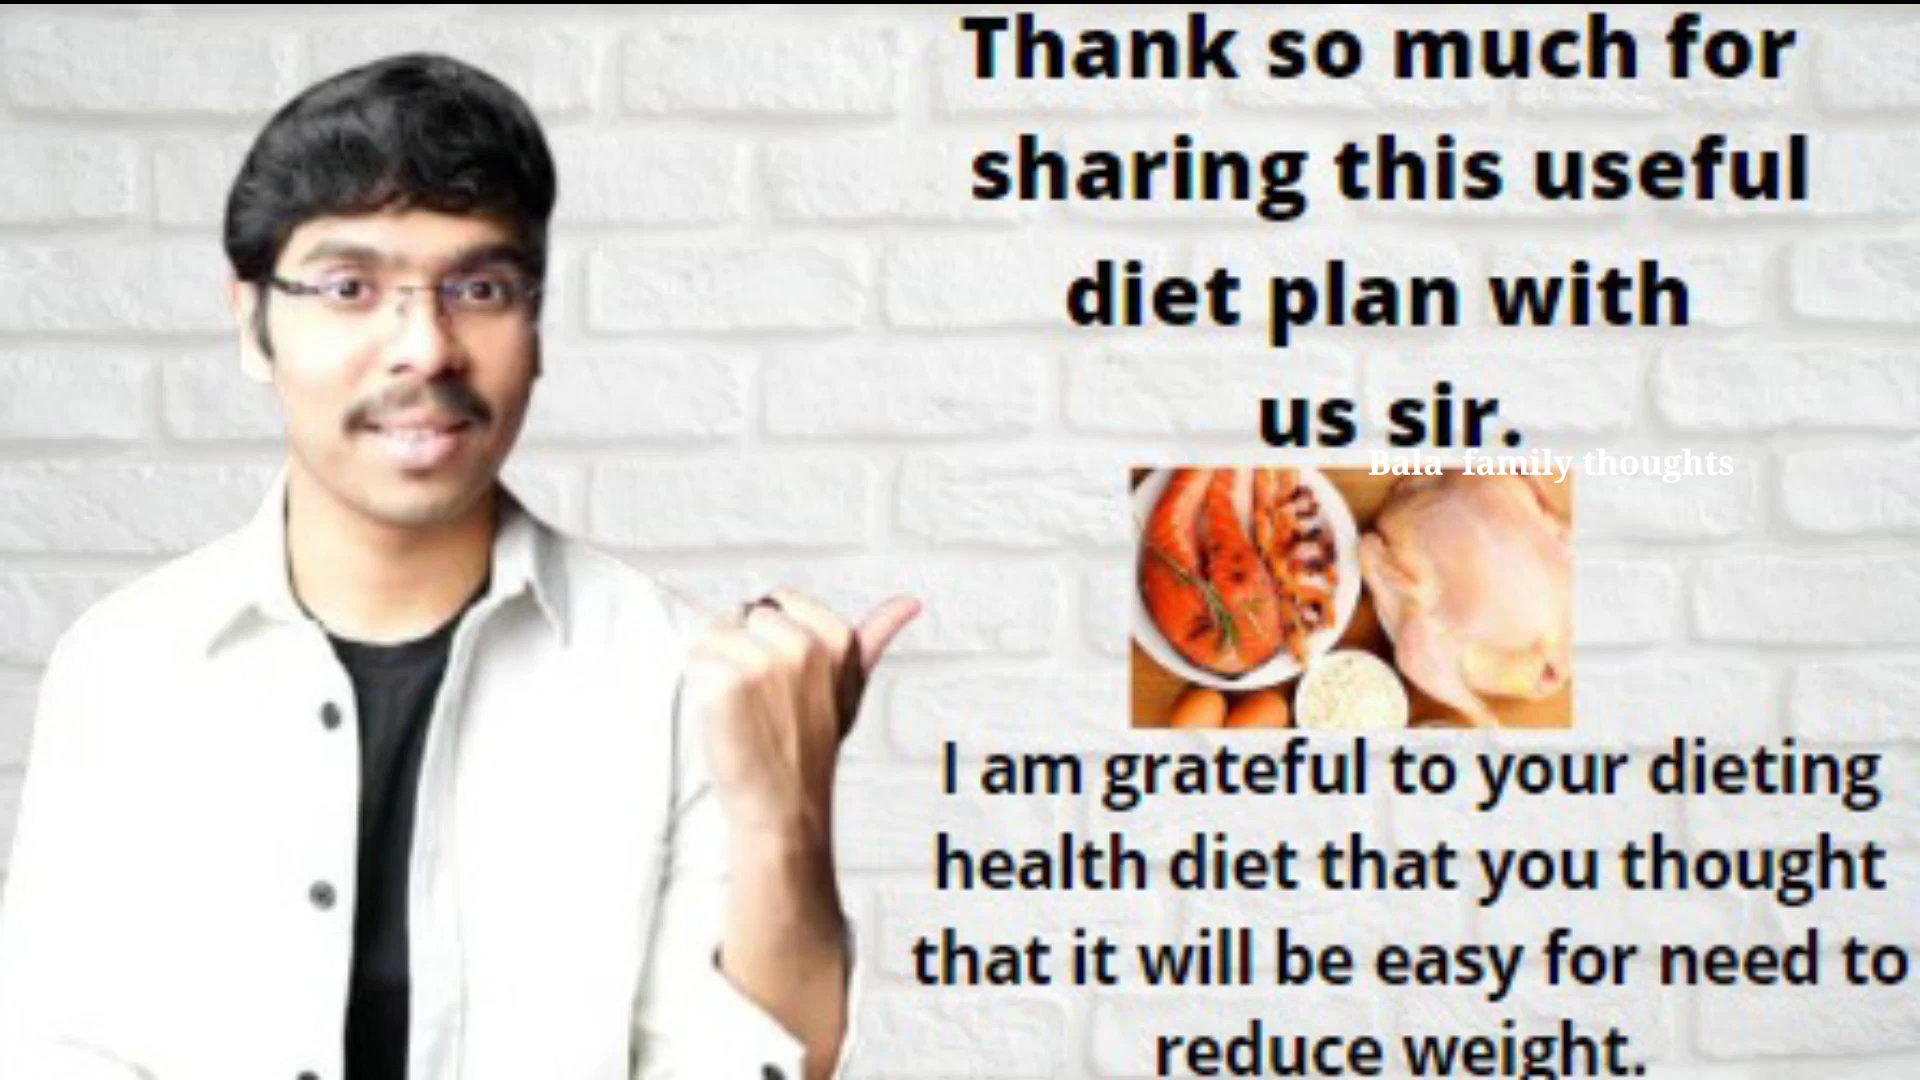 Thank so much for
sharing this useful
diet plan with
us sir.
Bala family thoughts
I am grateful to your dieting
health diet that you thought
that it will be easy for need to
reduce weight.